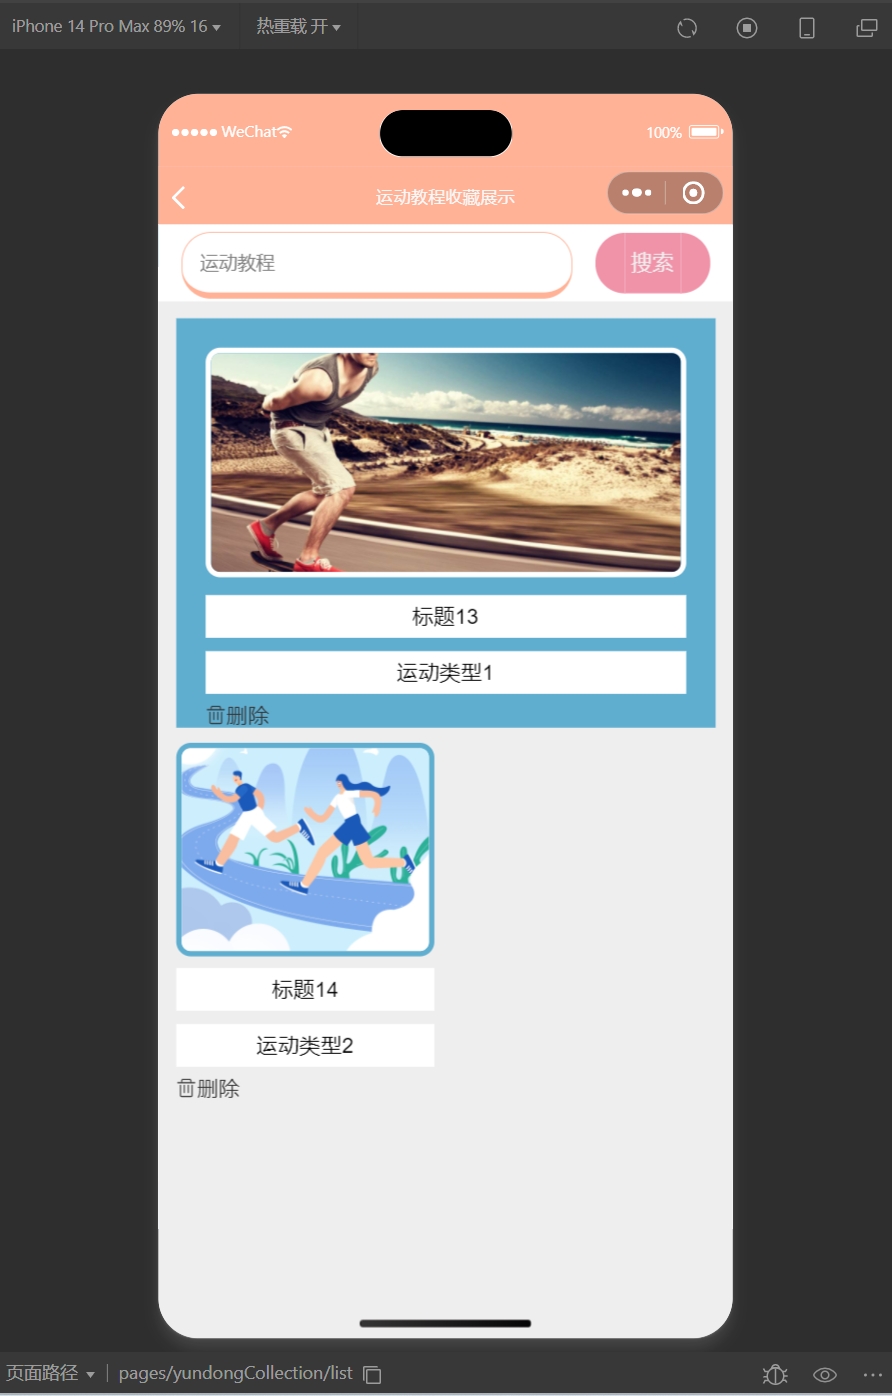 iPhone 14 Pro Max 89% 16 热重载 开
WeChat 100%
运动教程收藏展示
运动教程 搜索
标题13
运动类型1
删除
标题14
运动类型2
删除
页面路径 pages/yundongCollection/list